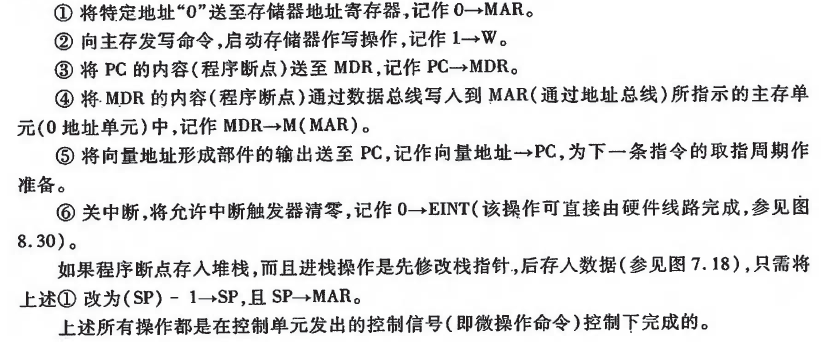 ① 将特定地址“0”送至存储器地址寄存器,记作 0→MAR。
② 向主存发写命令,启动存储器作写操作,记作 1→W。
③ 将 PC 的内容(程序断点)送至 MDR,记作 PC→MDR。
④ 将 MDR 的内容(程序断点)通过数据总线写入到 MAR(通过地址总线)所指示的主存单
元(0 地址单元)中,记作 MDR→M(MAR)。
⑤ 将向量地址形成部件的输出送至 PC,记作向量地址→PC,为下一条指令的取指周期作
准备。
⑥ 关中断,将允许中断触发器清零,记作 0→EINT(该操作可直接由硬件线路完成,参见图
8.30)。
如果程序断点存入堆栈,而且进栈操作是先修改栈指针,后存入数据(参见图 7.18),只需将
上述① 改为(SP) - 1→SP,且 SP→MAR。
上述所有操作都是在控制单元发出的控制信号(即微操作命令)控制下完成的。